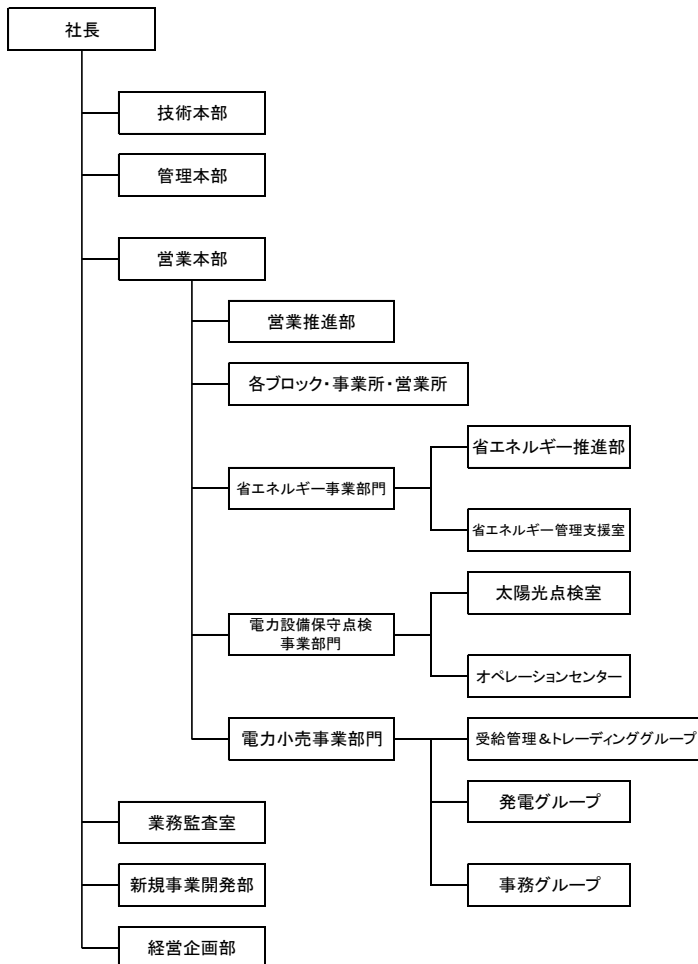 社長
技術本部
管理本部
営業本部
営業推進部
各ブロック・事業所・営業所
省エネルギー事業部門
省エネルギー推進部
省エネルギー管理支援室
電力設備保守点検
事業部門
太陽光点検室
オペレーションセンター
電力小売事業部門
受給管理&トレーディンググループ
発電グループ
事務グループ
業務監査室
新規事業開発部
経営企画部